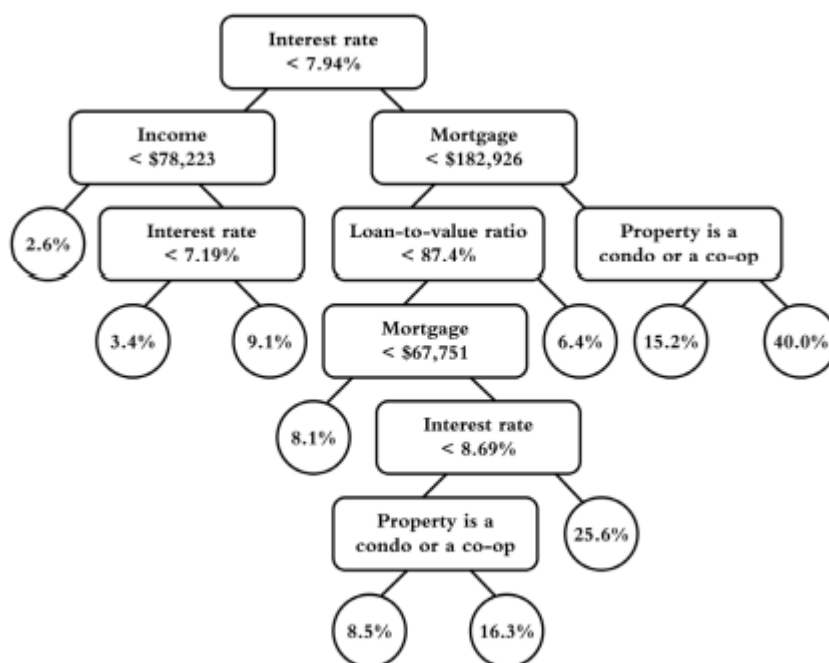 Interest rate
< 7.94%
Income
< $78,223
Mortgage
< $182,926
2.6%
Interest rate
< 7.19%
Loan-to-value ratio
< 87.4%
Property is a
condo or a co-op
3.4%
9.1%
Mortgage
< $67,751
6.4%
15.2%
40.0%
8.1%
Interest rate
< 8.69%
Property is a
condo or a co-op
25.6%
8.5%
16.3%